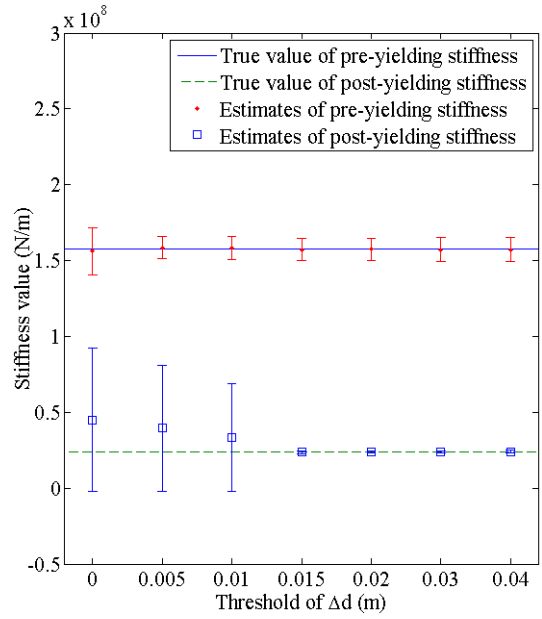 x 10⁸
3
2.5
2
1.5
1
0.5
0
-0.5
Stiffness value (N/m)
True value of pre-yielding stiffness
True value of post-yielding stiffness
Estimates of pre-yielding stiffness
Estimates of post-yielding stiffness
0 0.005 0.01 0.015 0.02 0.03 0.04
Threshold of Δd (m)